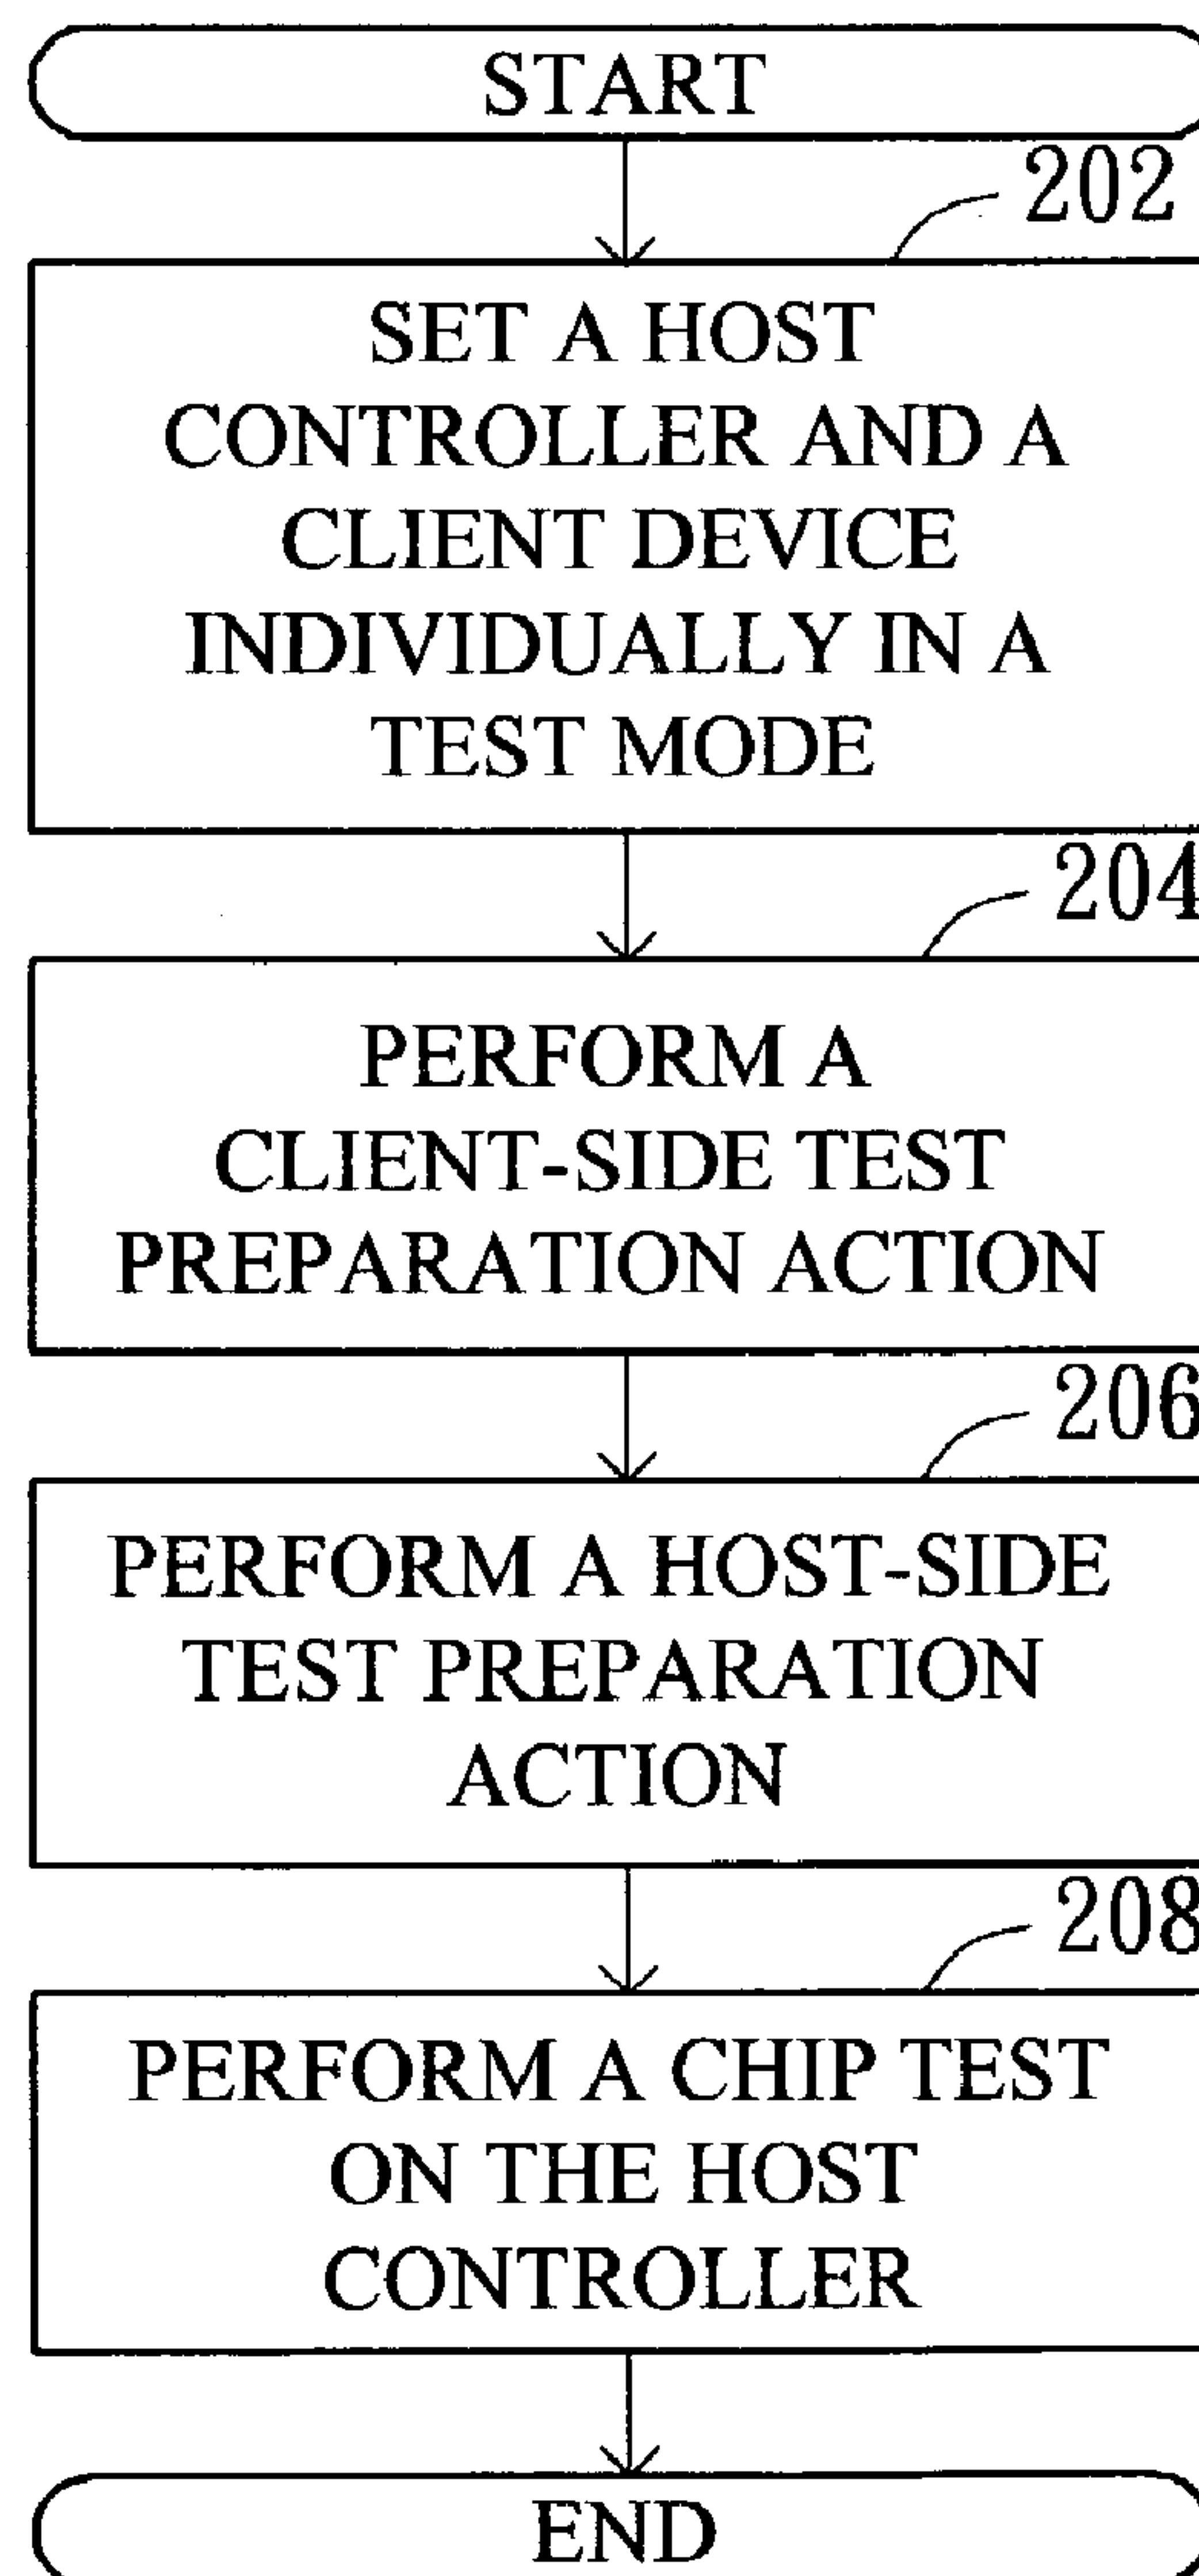 START
202
SET A HOST
CONTROLLER AND A
CLIENT DEVICE
INDIVIDUALLY IN A
TEST MODE
204
PERFORM A
CLIENT-SIDE TEST
PREPARATION ACTION
206
PERFORM A HOST-SIDE
TEST PREPARATION
ACTION
208
PERFORM A CHIP TEST
ON THE HOST
CONTROLLER
END